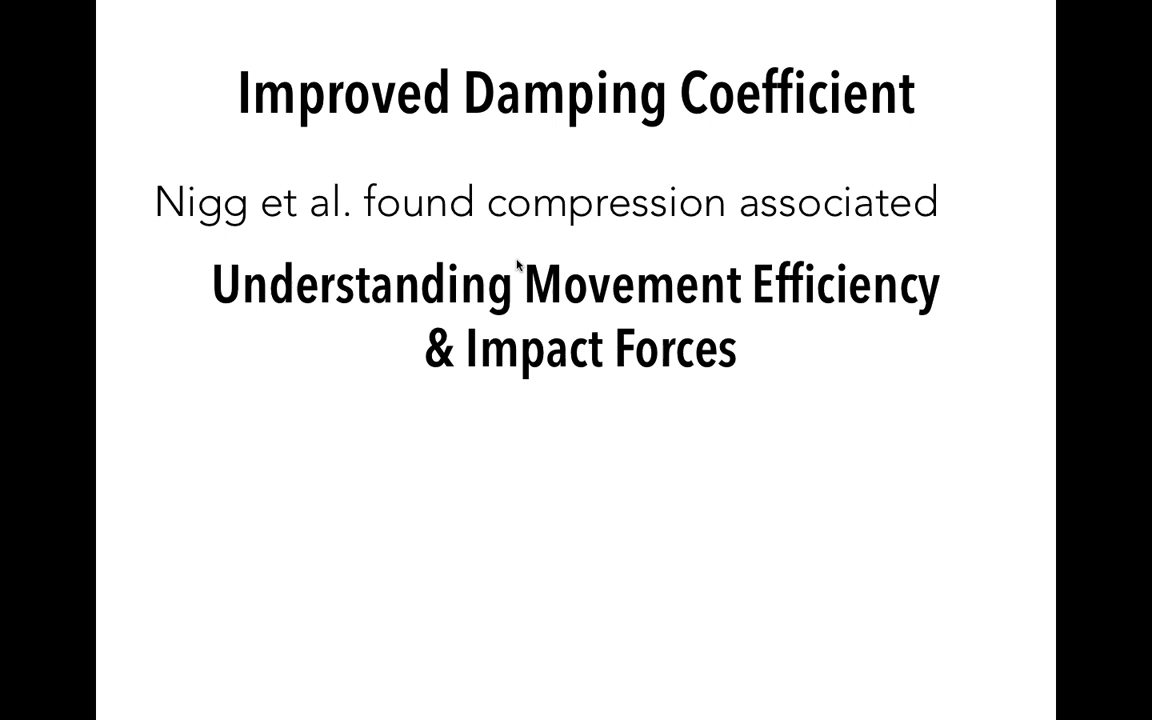 Improved Damping Coefficient
Nigg et al. found compression associated
Understanding Movement Efficiency
& Impact Forces